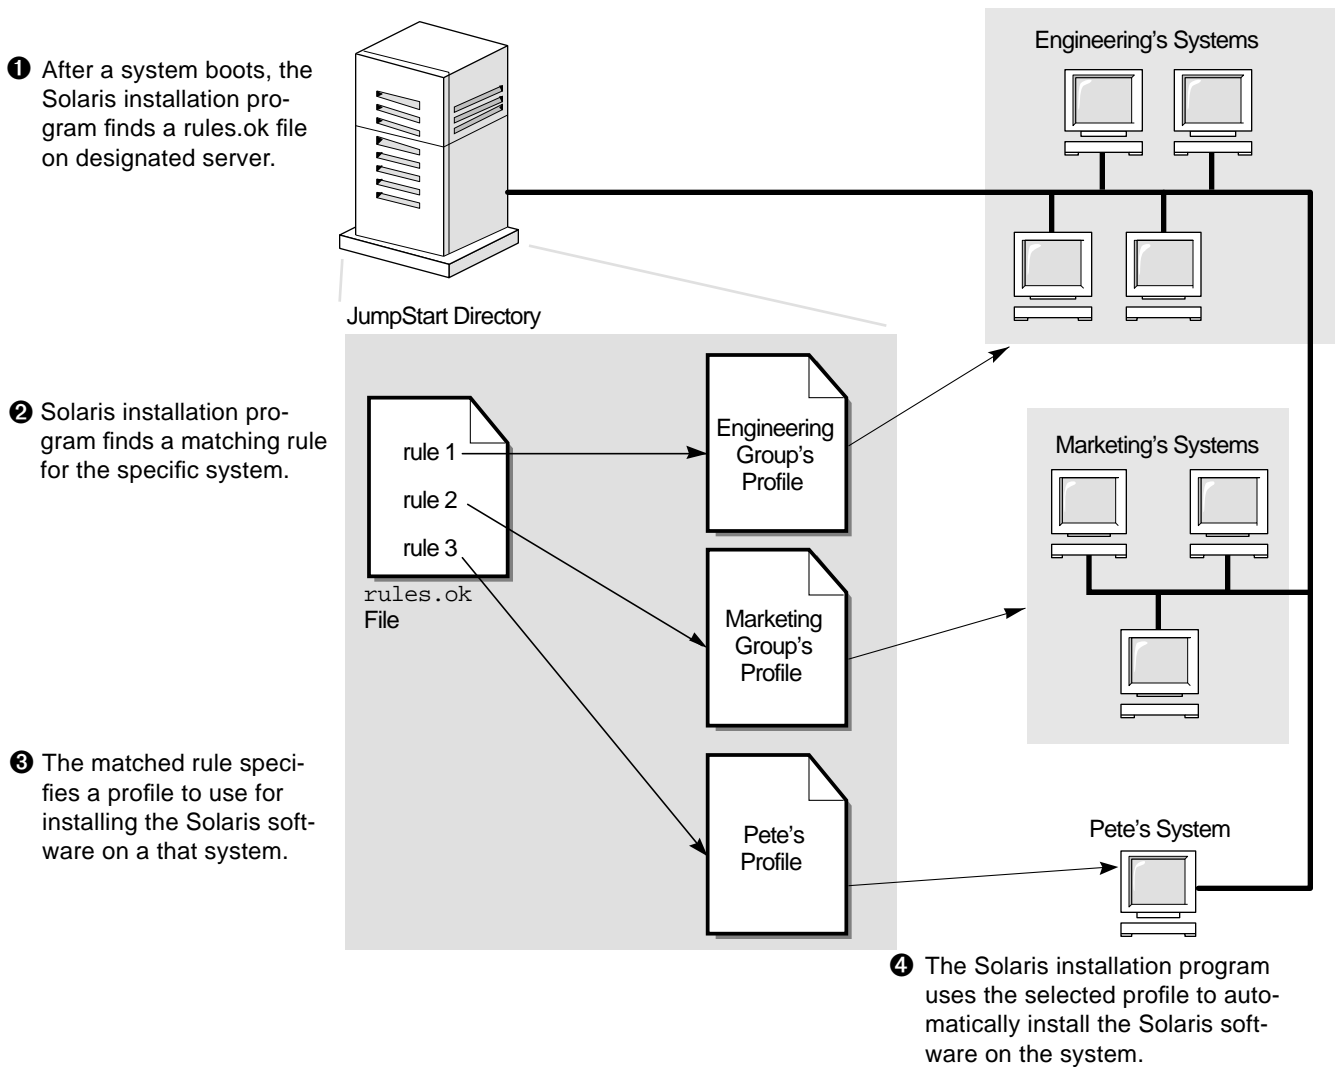 ❶ After a system boots, the
Solaris installation pro-
gram finds a rules.ok file
on designated server.
Engineering's Systems
JumpStart Directory
❷ Solaris installation pro-
gram finds a matching rule
for the specific system.
rule 1
rule 2
rule 3
rules.ok
File
Engineering
Group's
Profile
Marketing
Group's
Profile
Marketing's Systems
❸ The matched rule speci-
fies a profile to use for
installing the Solaris soft-
ware on a that system.
Pete's
Profile
Pete's System
❹ The Solaris installation program
uses the selected profile to auto-
matically install the Solaris soft-
ware on the system.